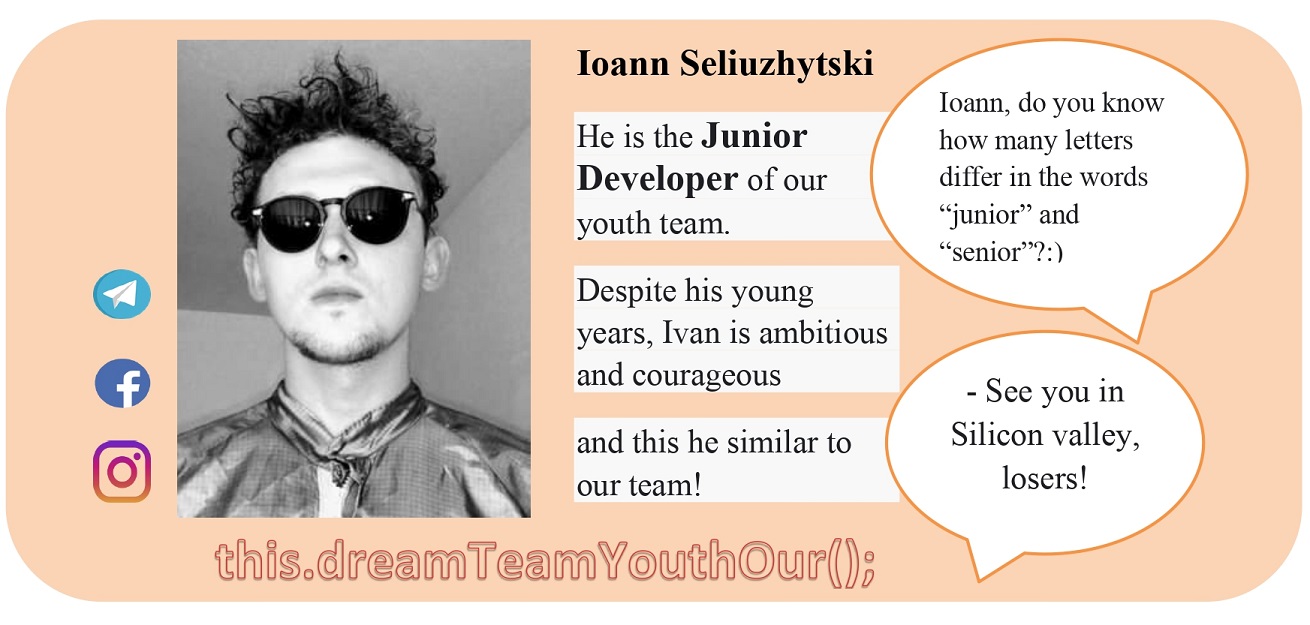 Ioann Seliuzhytski
He is the Junior
Developer of our
youth team.
Despite his young
years, Ivan is ambitious
and courageous
and this he similar to
our team!
Ioann, do you know
how many letters
differ in the words
“junior” and
“senior”?:)
- See you in
Silicon valley,
losers!
this.dreamTeamYouthOur();